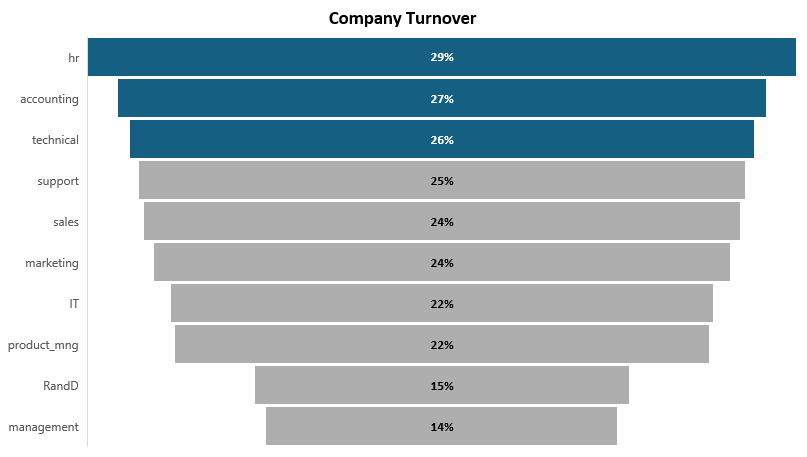 Company Turnover
hr 29%
accounting 27%
technical 26%
support 25%
sales 24%
marketing 24%
IT 22%
product_mng 22%
RandD 15%
management 14%